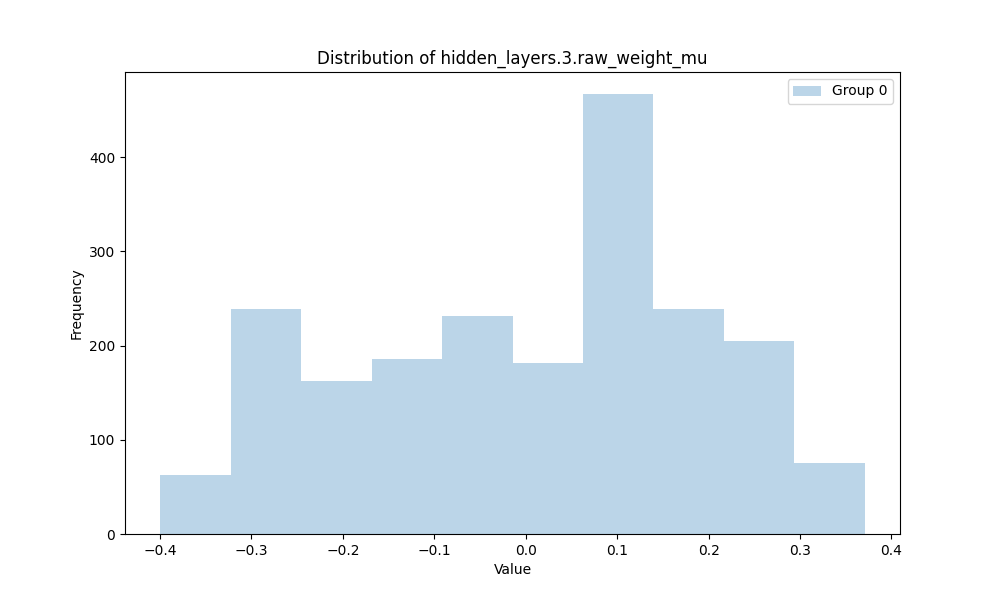 Distribution of hidden_layers.3.raw_weight_mu
Group 0
Frequency
400
300
200
100
0
−0.4 −0.3 −0.2 −0.1 0.0 0.1 0.2 0.3 0.4
Value